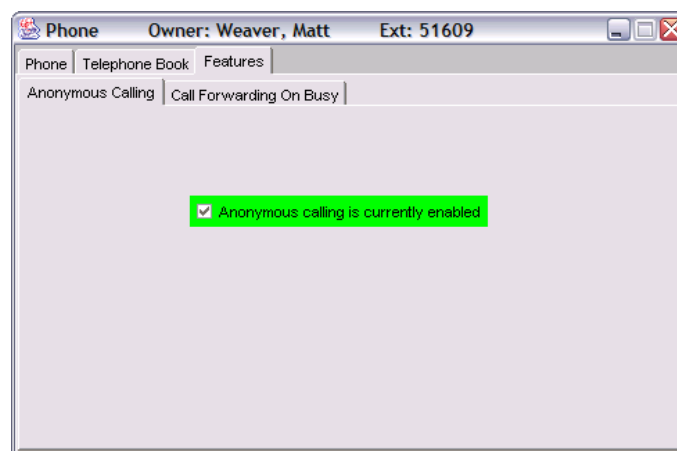 Phone Owner: Weaver, Matt Ext: 51609
Phone Telephone Book Features
Anonymous Calling Call Forwarding On Busy
Anonymous calling is currently enabled